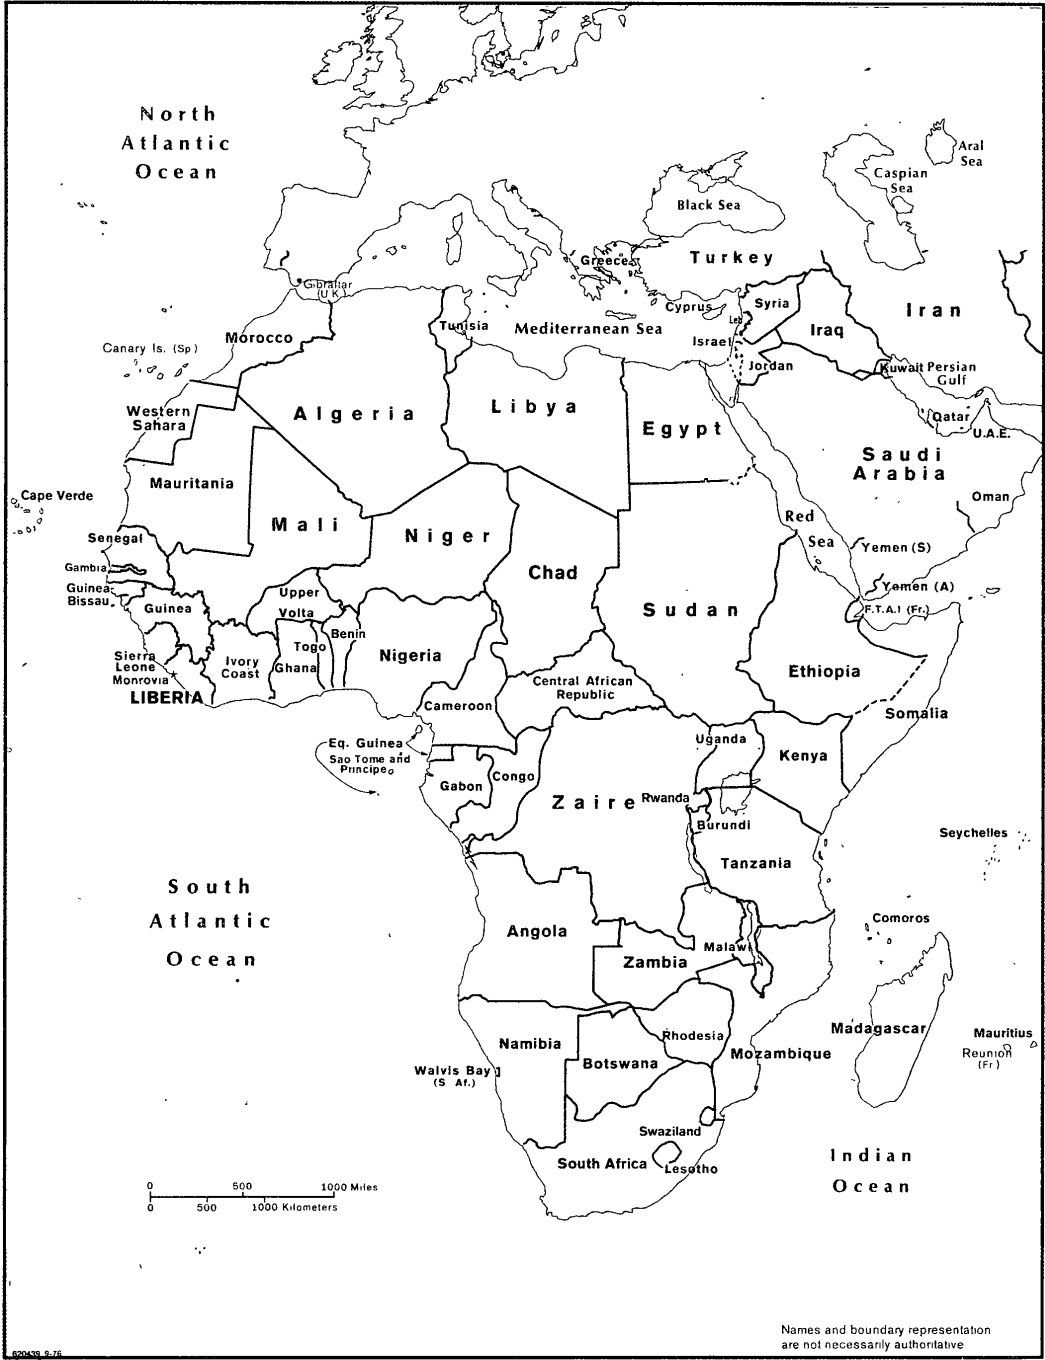 North
Atlantic
Ocean
Aral
Sea
Caspian
Sea
Black Sea
Greece
Turkey
Gibraltar
(U K)
Cyprus
Syria
Leb
Iran
Tunisia
Mediterranean Sea
Israel
Iraq
Morocco
Canary Is. (Sp)
Jordan
Kuwait
Persian
Gulf
Western
Sahara
Algeria
Libya
Egypt
Qatar
U.A.E.
Saudi
Arabia
Mauritania
Cape Verde
Oman
Mali
Niger
Red
Sea
Senegal
Yemen (S)
Gambia
Chad
Guinea-
Bissau
Upper
Volta
Yemen (A)
Guinea
Sudan
F.T.A.I (Fr.)
Benin
Togo
Sierra
Leone
Ivory
Coast
Ghana
Nigeria
Monrovia
LIBERIA
Central African
Republic
Ethiopia
Cameroon
Somalia
Eq. Guinea
Sao Tome and
Principe
Uganda
Kenya
Gabon
Congo
Zaire
Rwanda
Burundi
Seychelles
Tanzania
South
Atlantic
Ocean
Comoros
Angola
Malawi
Zambia
Madagascar
Mauritius
Reunion
(Fr)
Namibia
Rhodesia
Mozambique
Botswana
Walvis Bay
(S Af.)
Swaziland
South Africa
Lesotho
Indian
Ocean
0 500 1000 Miles
0 500 1000 Kilometers
Names and boundary representation
are not necessarily authoritative
620439 9-76